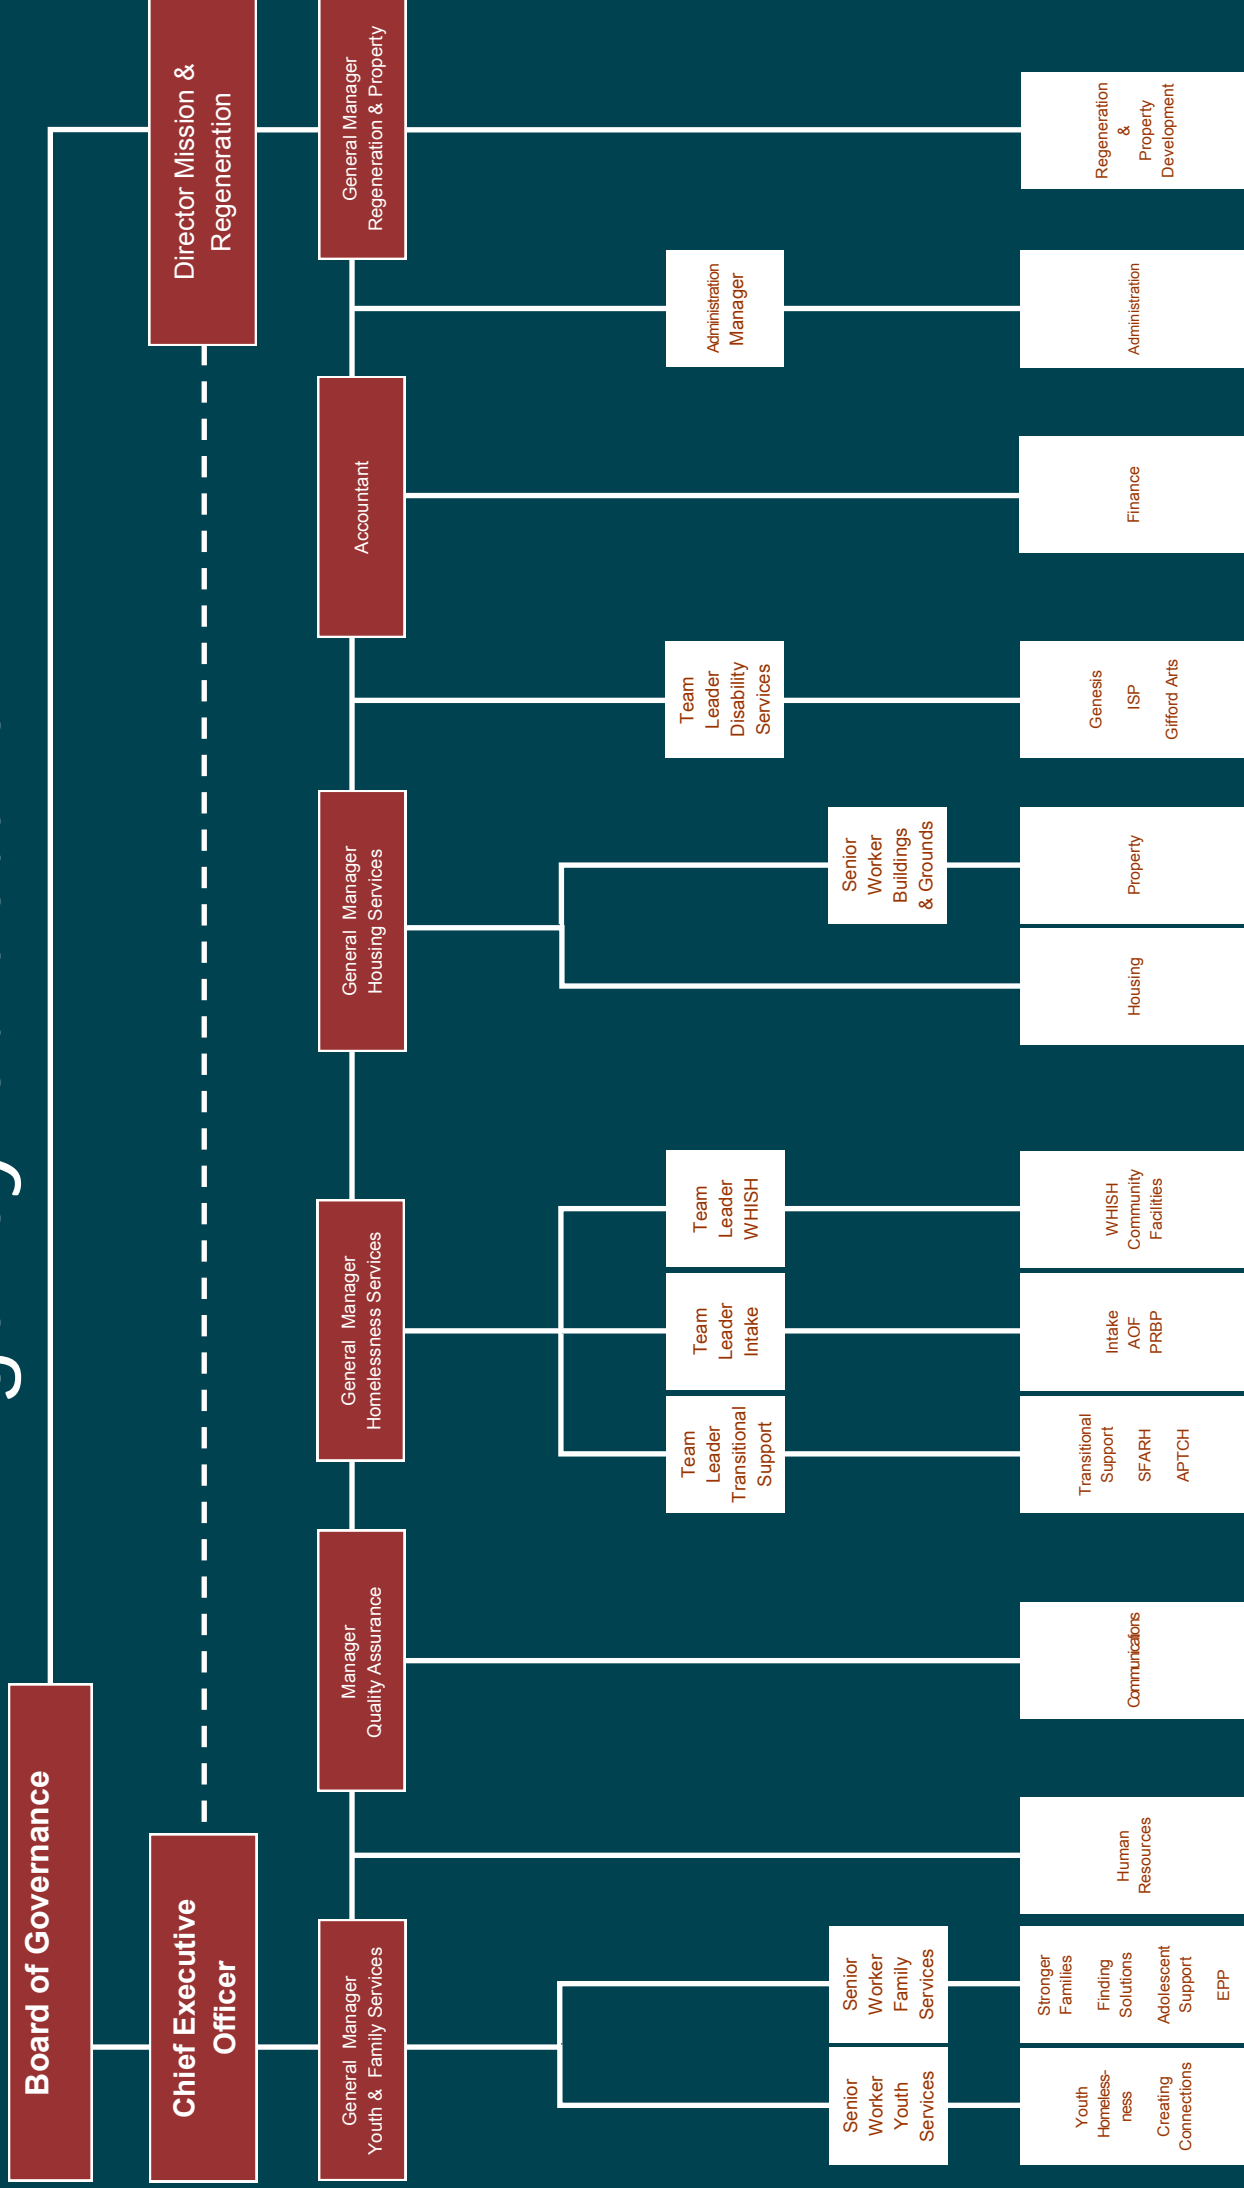 Board of Governance
Chief Executive
Officer
Director Mission &
Regeneration
General Manager
Youth & Family Services
Manager
Quality Assurance
General Manager
Homelessness Services
General Manager
Housing Services
Accountant
General Manager
Regeneration & Property
Team
Leader
Transitional
Support
Team
Leader
Intake
Team
Leader
WHISH
Team
Leader
Disability
Services
Administration
Manager
Senior
Worker
Youth
Services
Senior
Worker
Family
Services
Senior
Worker
Buildings
& Grounds
Youth
Homeless-
ness
Creating
Connections
Stronger
Families
Finding
Solutions
Adolescent
Support
EPP
Human
Resources
Communications
Transitional
Support
SFARH
APTCH
Intake
AOF
PRBP
WHISH
Community
Facilities
Housing
Property
Genesis
ISP
Gifford Arts
Finance
Administration
Regeneration
&
Property
Development